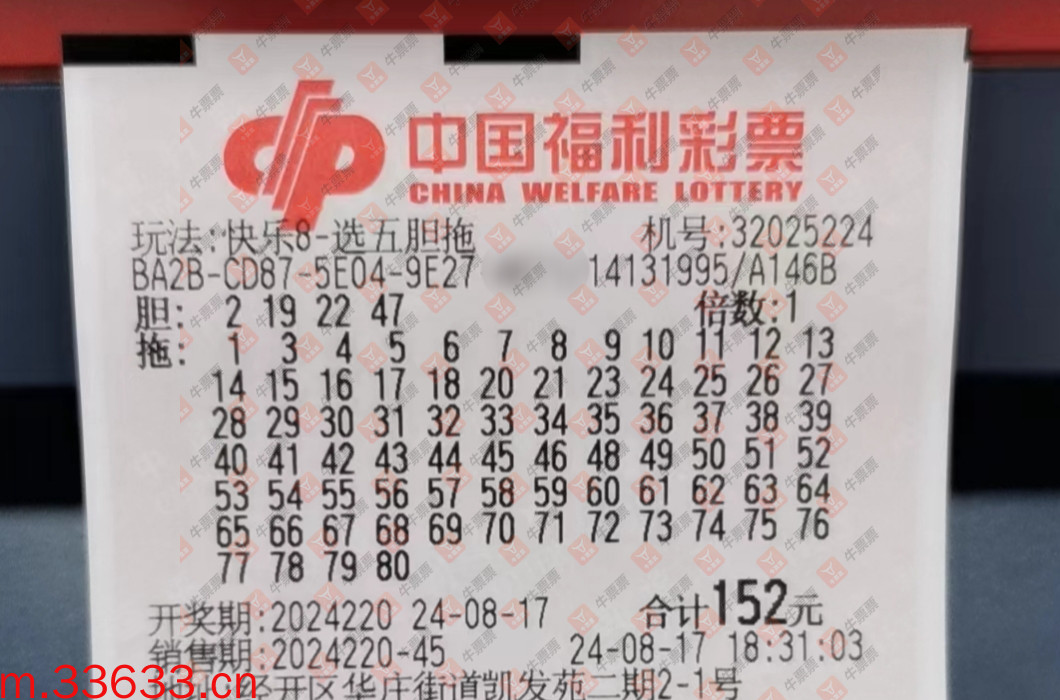 中国福利彩票
CHINA WELFARE LOTTERY
玩法:快乐8-选五胆拖 机号:32025224
BA2B-CD87-5E04-9E27 14131995/A146B
胆: 2 19 22 47 倍数:1
拖: 1 3 4 5 6 7 8 9 10 11 12 13
14 15 16 17 18 20 21 23 24 25 26 27
28 29 30 31 32 33 34 35 36 37 38 39
40 41 42 43 44 45 46 48 49 50 51 52
53 54 55 56 57 58 59 60 61 62 63 64
65 66 67 68 69 70 71 72 73 74 75 76
77 78 79 80
开奖期:2024220 24-08-17 合计152元
销售期:2024220-45 24-08-17 18:31:03
经开区华庄街道凯发苑二期2-1号
m.33633.cn
牛票票